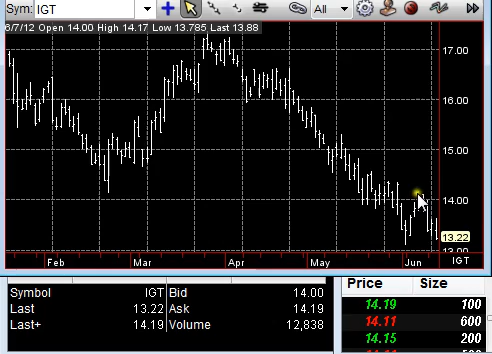 Sym: IGT All
6/7/12 Open 14.00 High 14.17 Low 13.785 Last 13.88
17.00
16.00
15.00
14.00
13.22
13.00
Feb Mar Apr May Jun IGT
Symbol IGT Bid 14.00
Last 13.22 Ask 14.19
Last+ 14.19 Volume 12,838
Price Size
14.19 100
14.11 600
14.15 200